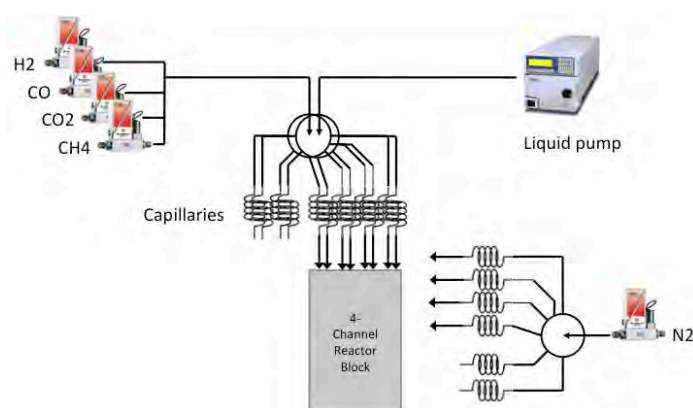 H2
CO
CO2
CH4
Liquid pump
Capillaries
4-
Channel
Reactor
Block
N2